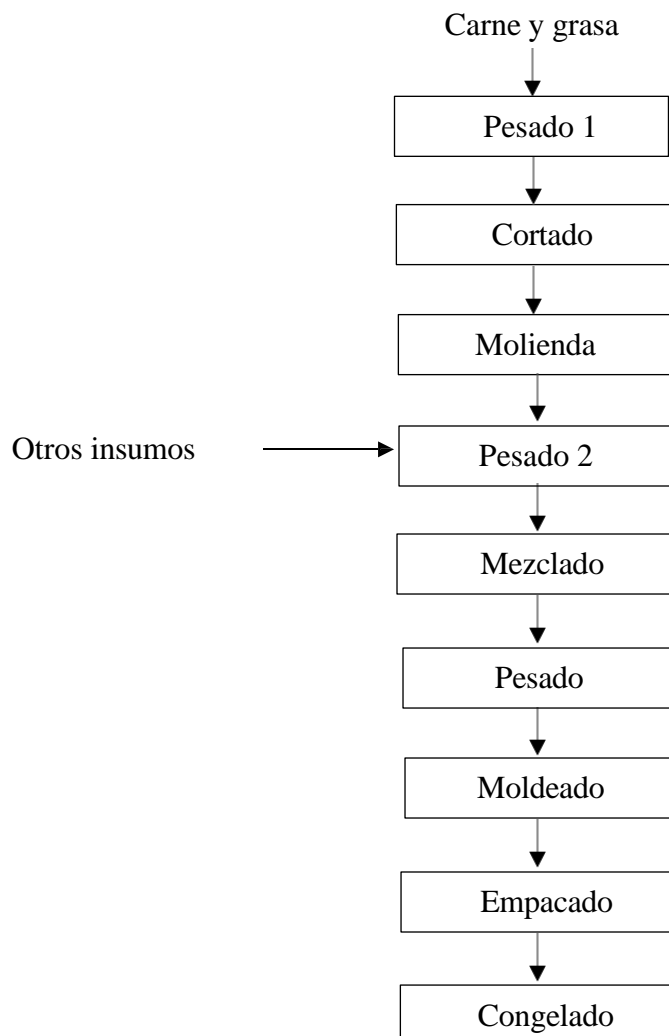 Carne y grasa
Pesado 1
Cortado
Molienda
Otros insumos
Pesado 2
Mezclado
Pesado
Moldeado
Empacado
Congelado